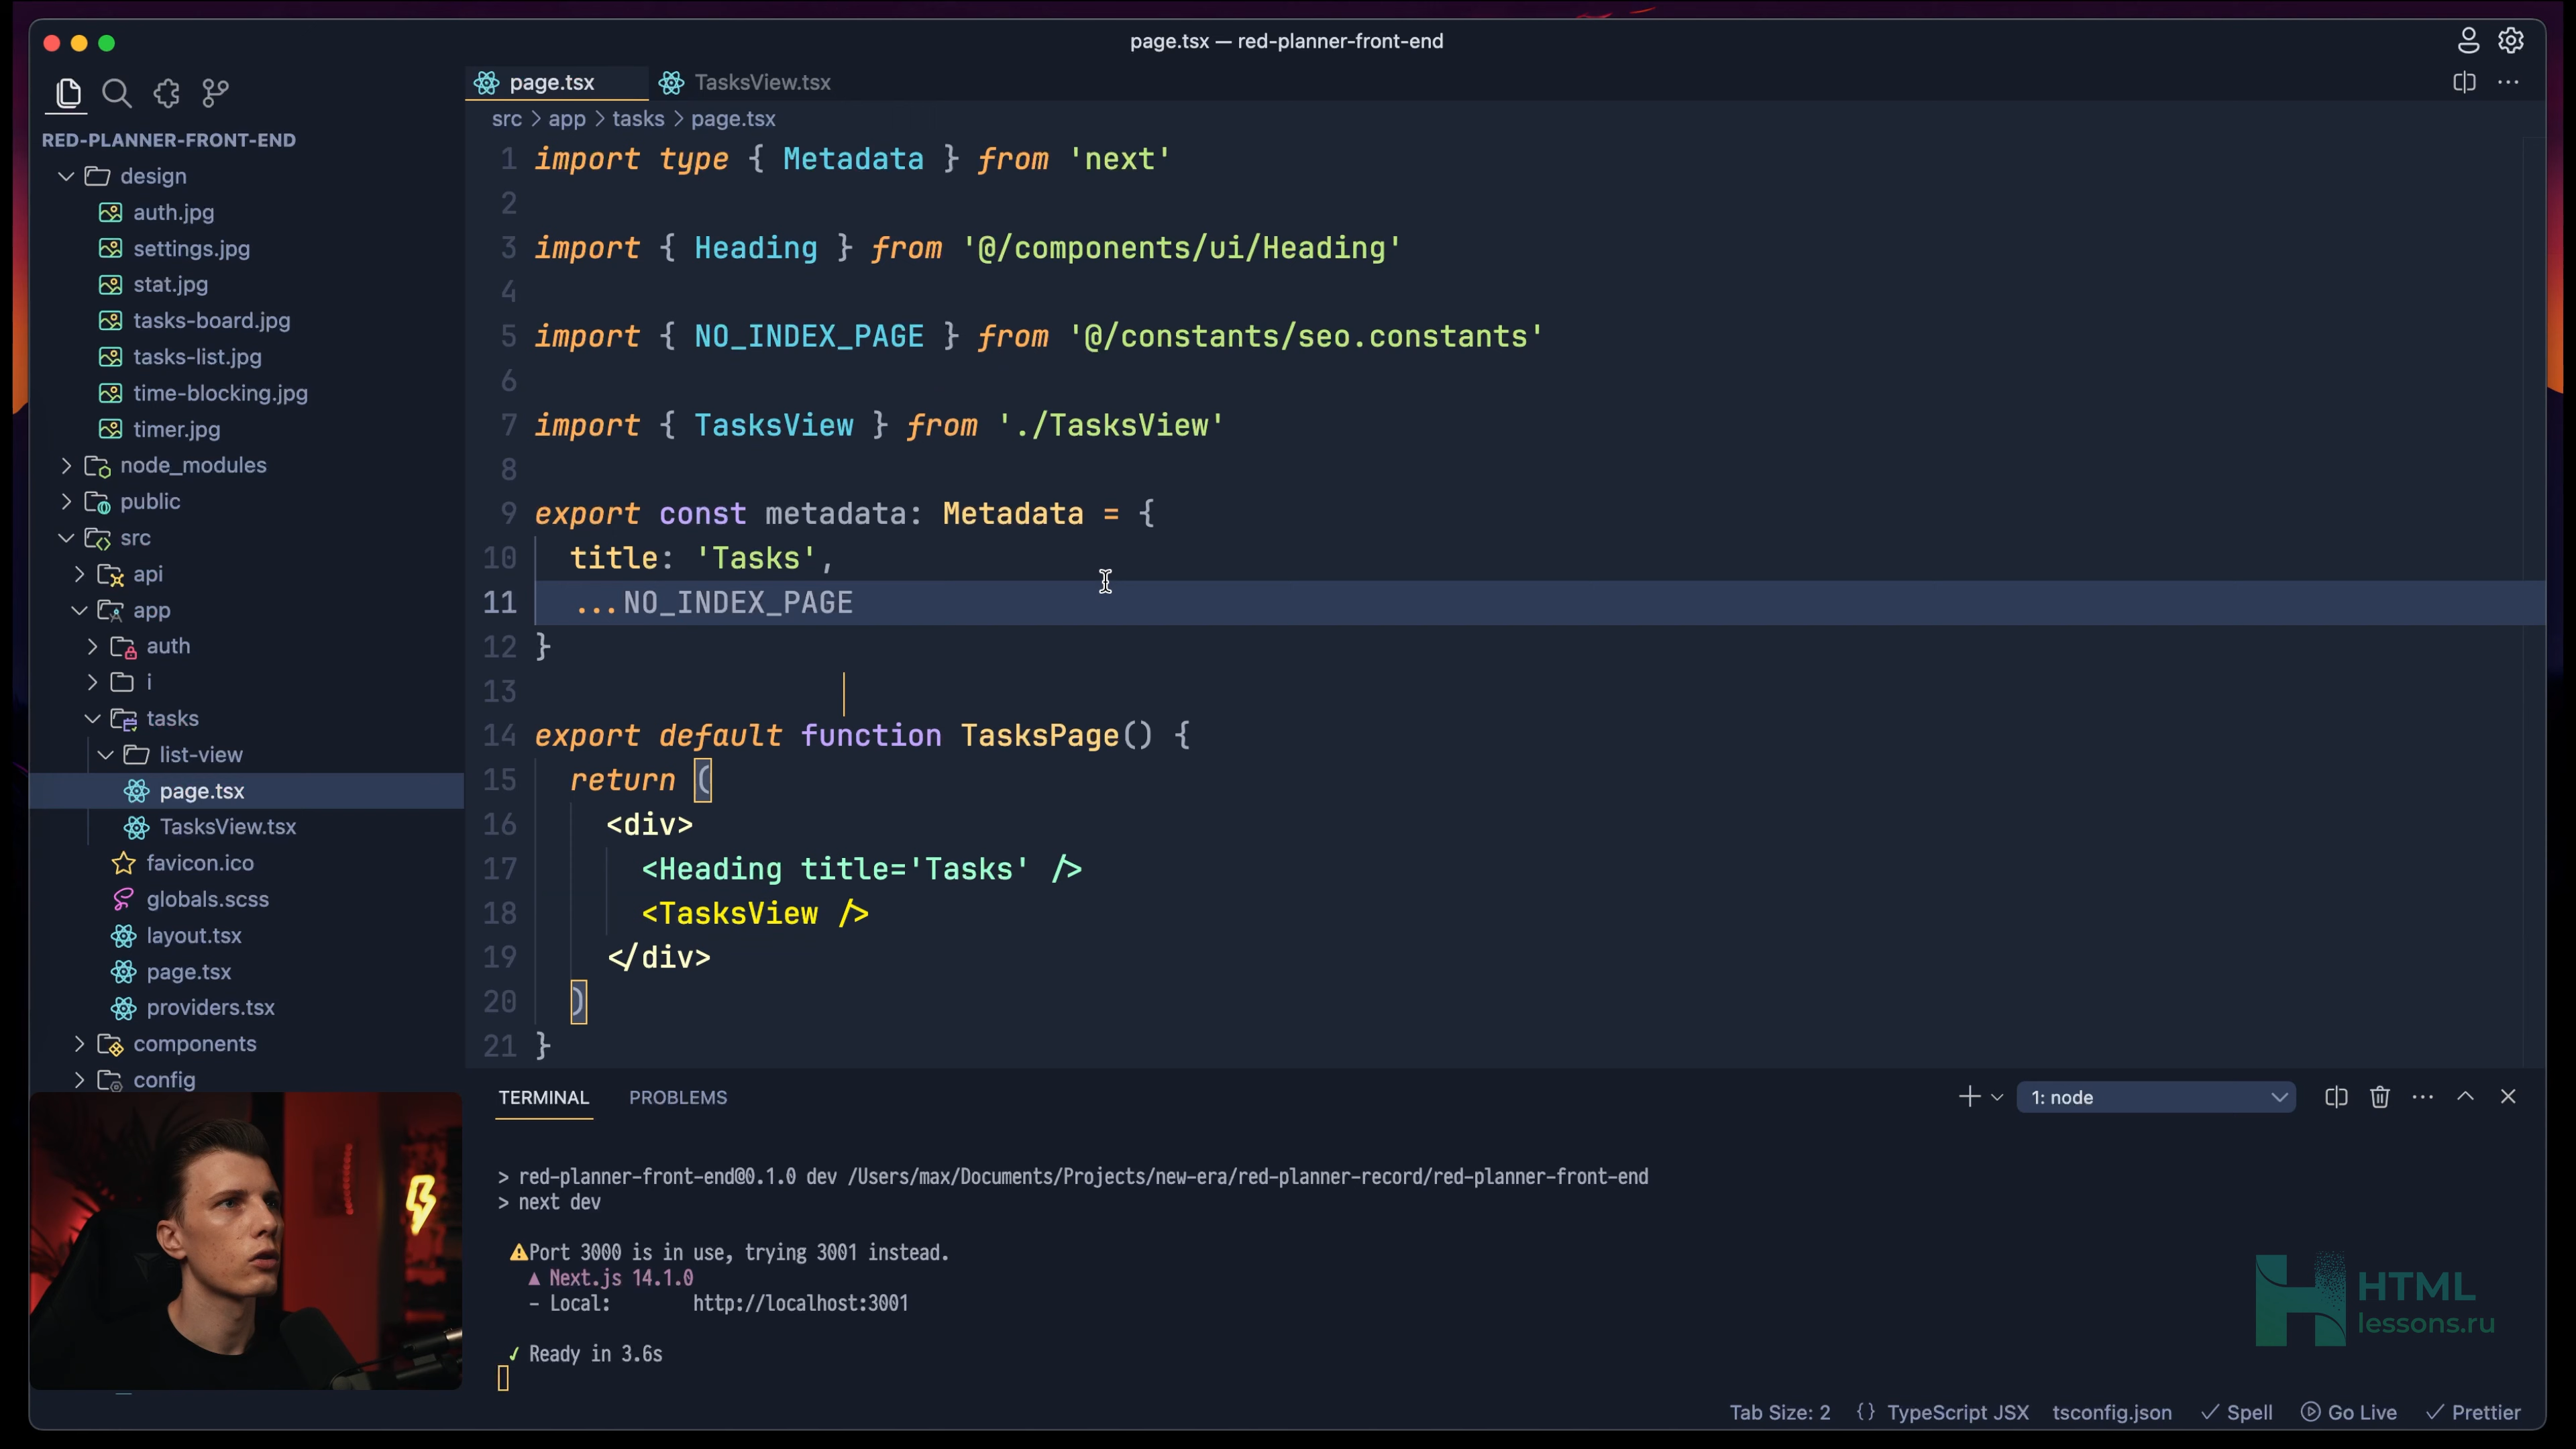 page.tsx — red-planner-front-end
page.tsx
TasksView.tsx
src > app > tasks > page.tsx
RED-PLANNER-FRONT-END
design
auth.jpg
settings.jpg
stat.jpg
tasks-board.jpg
tasks-list.jpg
time-blocking.jpg
timer.jpg
node_modules
public
src
api
app
auth
i
tasks
list-view
page.tsx
TasksView.tsx
favicon.ico
globals.scss
layout.tsx
page.tsx
providers.tsx
components
config
1 import type { Metadata } from 'next'
2
3 import { Heading } from '@/components/ui/Heading'
4
5 import { NO_INDEX_PAGE } from '@/constants/seo.constants'
6
7 import { TasksView } from './TasksView'
8
9 export const metadata: Metadata = {
10 title: 'Tasks',
11 ...NO_INDEX_PAGE
12 }
13
14 export default function TasksPage() {
15 return (
16 <div>
17 <Heading title='Tasks' />
18 <TasksView />
19 </div>
20 )
21 }
TERMINAL
PROBLEMS
1: node
> red-planner-front-end@0.1.0 dev /Users/max/Documents/Projects/new-era/red-planner-record/red-planner-front-end
> next dev
⚠Port 3000 is in use, trying 3001 instead.
▲ Next.js 14.1.0
- Local: http://localhost:3001
✓ Ready in 3.6s
HTML
lessons.ru
Tab Size: 2
{} TypeScript JSX
tsconfig.json
✓ Spell
Go Live
✓ Prettier